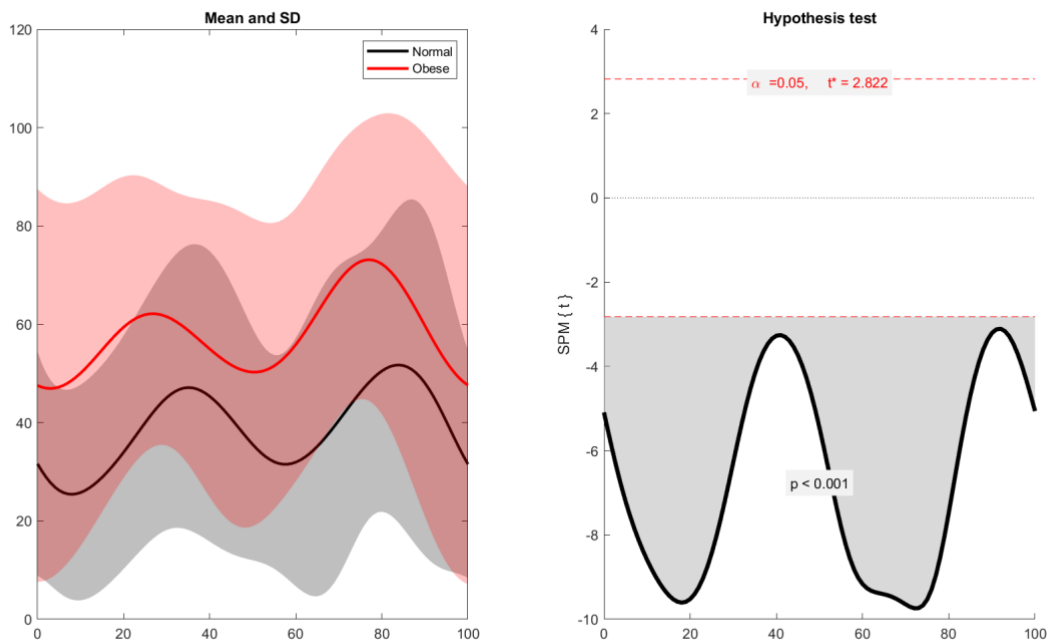 Mean and SD
120
100
80
60
40
20
0
0 20 40 60 80 100
Normal
Obese
Hypothesis test
4
2
0
-2
-4
-6
-8
-10
SPM { t }
α =0.05, t* = 2.822
p < 0.001
0 20 40 60 80 100